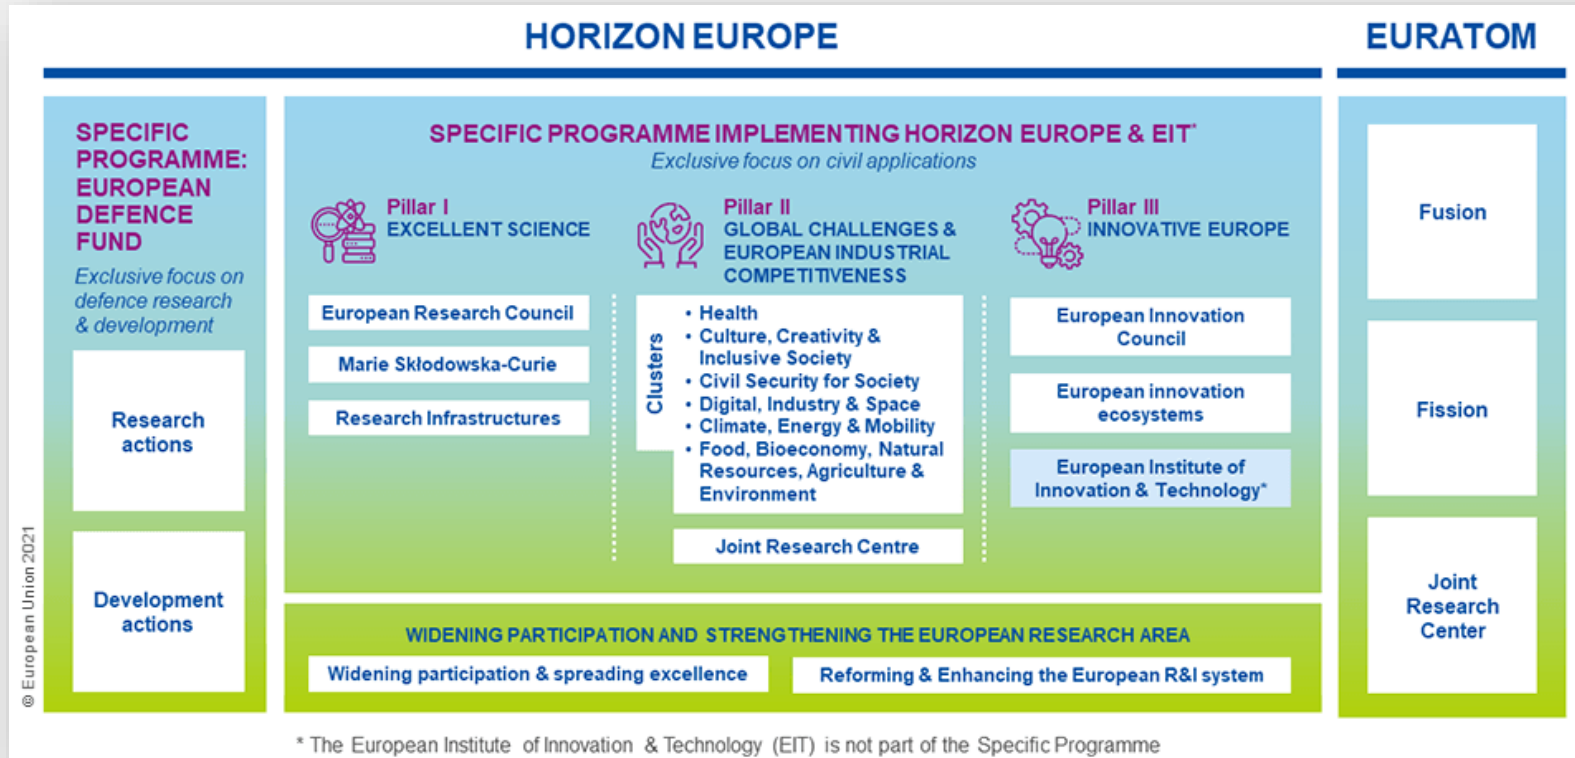 HORIZON EUROPE
EURATOM
SPECIFIC
PROGRAMME:
EUROPEAN
DEFENCE
FUND
Exclusive focus on
defence research
& development
Research
actions
Development
actions
SPECIFIC PROGRAMME IMPLEMENTING HORIZON EUROPE & EIT*
Exclusive focus on civil applications
Pillar I
EXCELLENT SCIENCE
European Research Council
Marie Skłodowska-Curie
Research Infrastructures
Pillar II
GLOBAL CHALLENGES &
EUROPEAN INDUSTRIAL
COMPETITIVENESS
Clusters
• Health
• Culture, Creativity &
Inclusive Society
• Civil Security for Society
• Digital, Industry & Space
• Climate, Energy & Mobility
• Food, Bioeconomy, Natural
Resources, Agriculture &
Environment
Joint Research Centre
Pillar III
INNOVATIVE EUROPE
European Innovation
Council
European innovation
ecosystems
European Institute of
Innovation & Technology*
WIDENING PARTICIPATION AND STRENGTHENING THE EUROPEAN RESEARCH AREA
Widening participation & spreading excellence
Reforming & Enhancing the European R&I system
Fusion
Fission
Joint
Research
Center
© European Union 2021
* The European Institute of Innovation & Technology (EIT) is not part of the Specific Programme